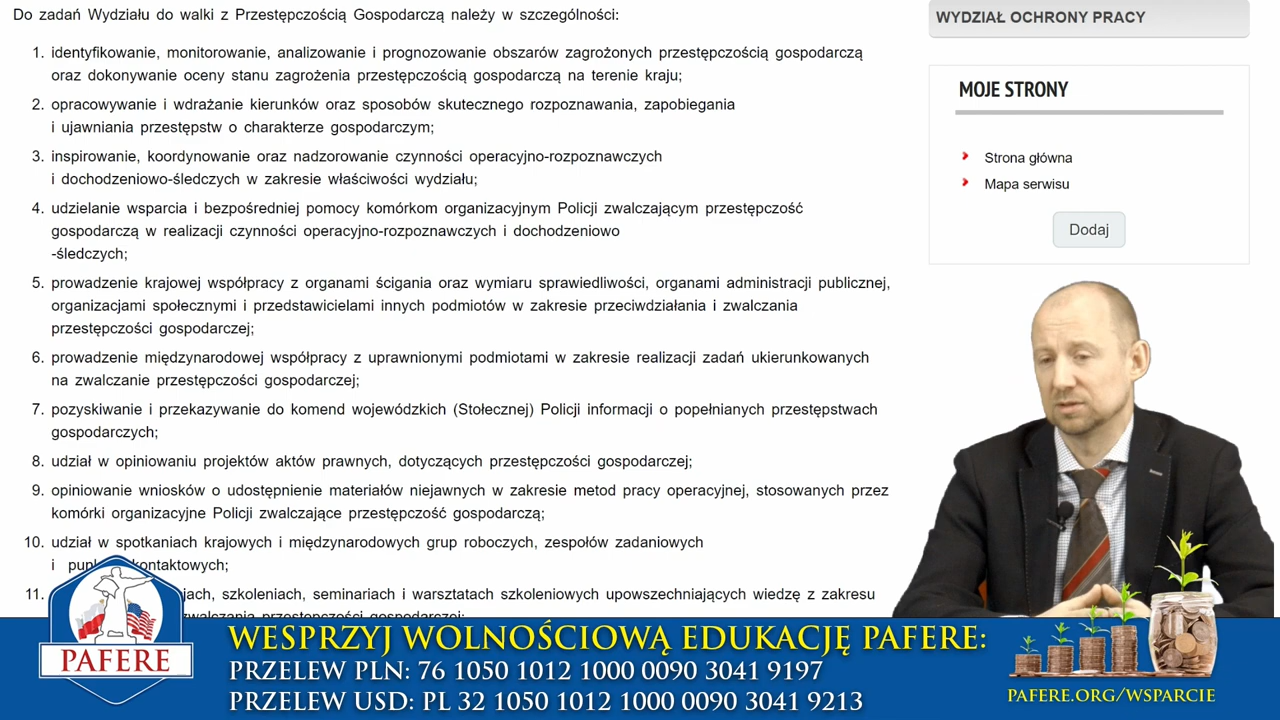 Do zadań Wydziału do walki z Przestępczością Gospodarczą należy w szczególności:
1. identyfikowanie, monitorowanie, analizowanie i prognozowanie obszarów zagrożonych przestępczością gospodarczą
oraz dokonywanie oceny stanu zagrożenia przestępczością gospodarczą na terenie kraju;
2. opracowywanie i wdrażanie kierunków oraz sposobów skutecznego rozpoznawania, zapobiegania
i ujawniania przestępstw o charakterze gospodarczym;
3. inspirowanie, koordynowanie oraz nadzorowanie czynności operacyjno-rozpoznawczych
i dochodzeniowo-śledczych w zakresie właściwości wydziału;
4. udzielanie wsparcia i bezpośredniej pomocy komórkom organizacyjnym Policji zwalczającym przestępczość
gospodarczą w realizacji czynności operacyjno-rozpoznawczych i dochodzeniowo
-śledczych;
5. prowadzenie krajowej współpracy z organami ścigania oraz wymiaru sprawiedliwości, organami administracji publicznej,
organizacjami społecznymi i przedstawicielami innych podmiotów w zakresie przeciwdziałania i zwalczania
przestępczości gospodarczej;
6. prowadzenie międzynarodowej współpracy z uprawnionymi podmiotami w zakresie realizacji zadań ukierunkowanych
na zwalczanie przestępczości gospodarczej;
7. pozyskiwanie i przekazywanie do komend wojewódzkich (Stołecznej) Policji informacji o popełnianych przestępstwach
gospodarczych;
8. udział w opiniowaniu projektów aktów prawnych, dotyczących przestępczości gospodarczej;
9. opiniowanie wniosków o udostępnienie materiałów niejawnych w zakresie metod pracy operacyjnej, stosowanych przez
komórki organizacyjne Policji zwalczające przestępczość gospodarczą;
10. udział w spotkaniach krajowych i międzynarodowych grup roboczych, zespołów zadaniowych
i kontaktowych;
11. szkoleniach, seminariach i warsztatach szkoleniowych upowszechniających wiedzę z zakresu
zwalczania przestępczości gospodarczej;
WYDZIAŁ OCHRONY PRACY
MOJE STRONY
Strona główna
Mapa serwisu
Dodaj
PAFERE
WESPRZYJ WOLNOŚCIOWĄ EDUKACJĘ PAFERE:
PRZELEW PLN: 76 1050 1012 1000 0090 3041 9197
PRZELEW USD: PL 32 1050 1012 1000 0090 3041 9213
PAFERE.ORG/WSPARCIE